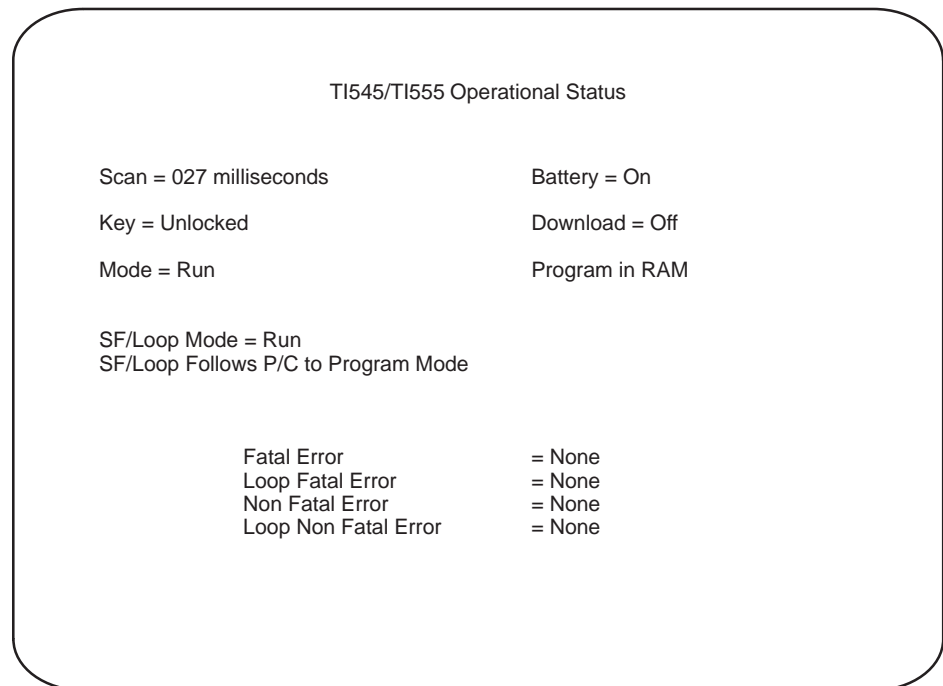 TI545/TI555 Operational Status
Scan = 027 milliseconds Battery = On
Key = Unlocked Download = Off
Mode = Run Program in RAM
SF/Loop Mode = Run
SF/Loop Follows P/C to Program Mode
Fatal Error = None
Loop Fatal Error = None
Non Fatal Error = None
Loop Non Fatal Error = None